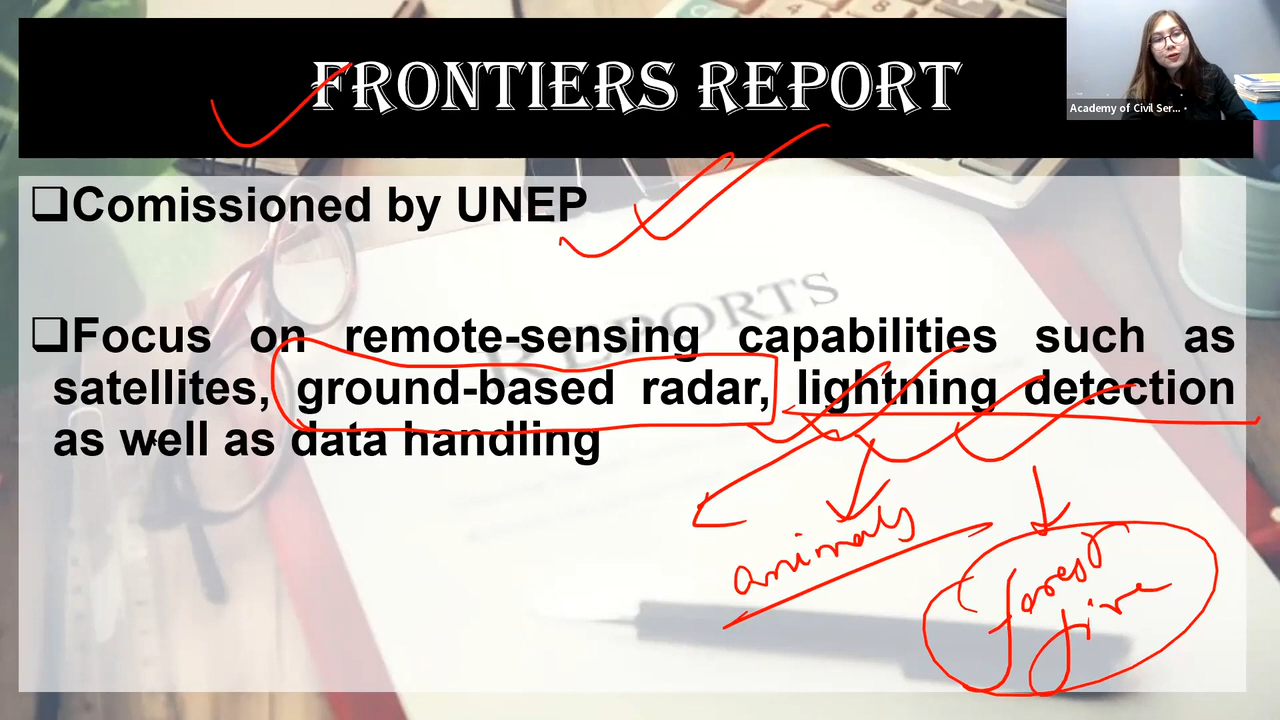 FRONTIERS REPORT
Academy of Civil Ser...
❑Comissioned by UNEP
REPORTS
❑Focus on remote-sensing capabilities such as
satellites, ground-based radar, lightning detection
as well as data handling
animals
forest
fire